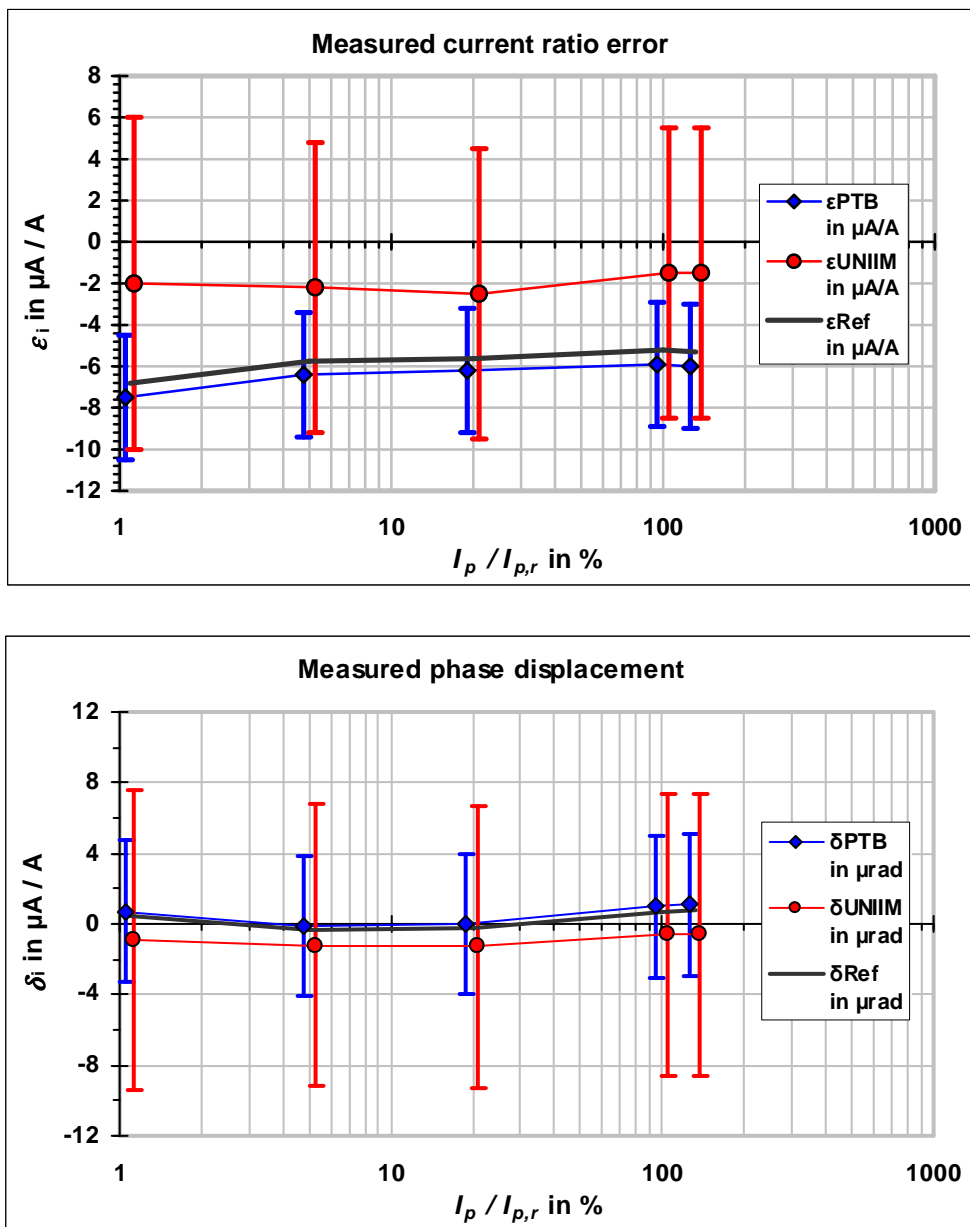 Measured current ratio error
8
6
4
2
0
-2
-4
-6
-8
-10
-12
εi in µA / A
1
10
100
1000
Ip / Ip,r in %
εPTB
in µA/A
εUNIIM
in µA/A
εRef
in µA/A
Measured phase displacement
12
8
4
0
-4
-8
-12
δi in µA / A
1
10
100
1000
Ip / Ip,r in %
δPTB
in µrad
δUNIIM
in µrad
δRef
in µrad